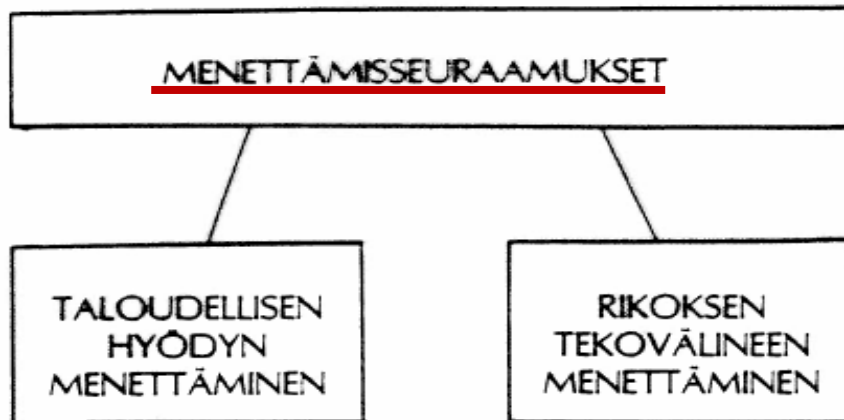 MENETTÄMISSEURAAMUKSET
TALOUDELLISEN
HYÖDYN
MENETTÄMINEN
RIKOKSEN
TEKOVÄLINEEN
MENETTÄMINEN